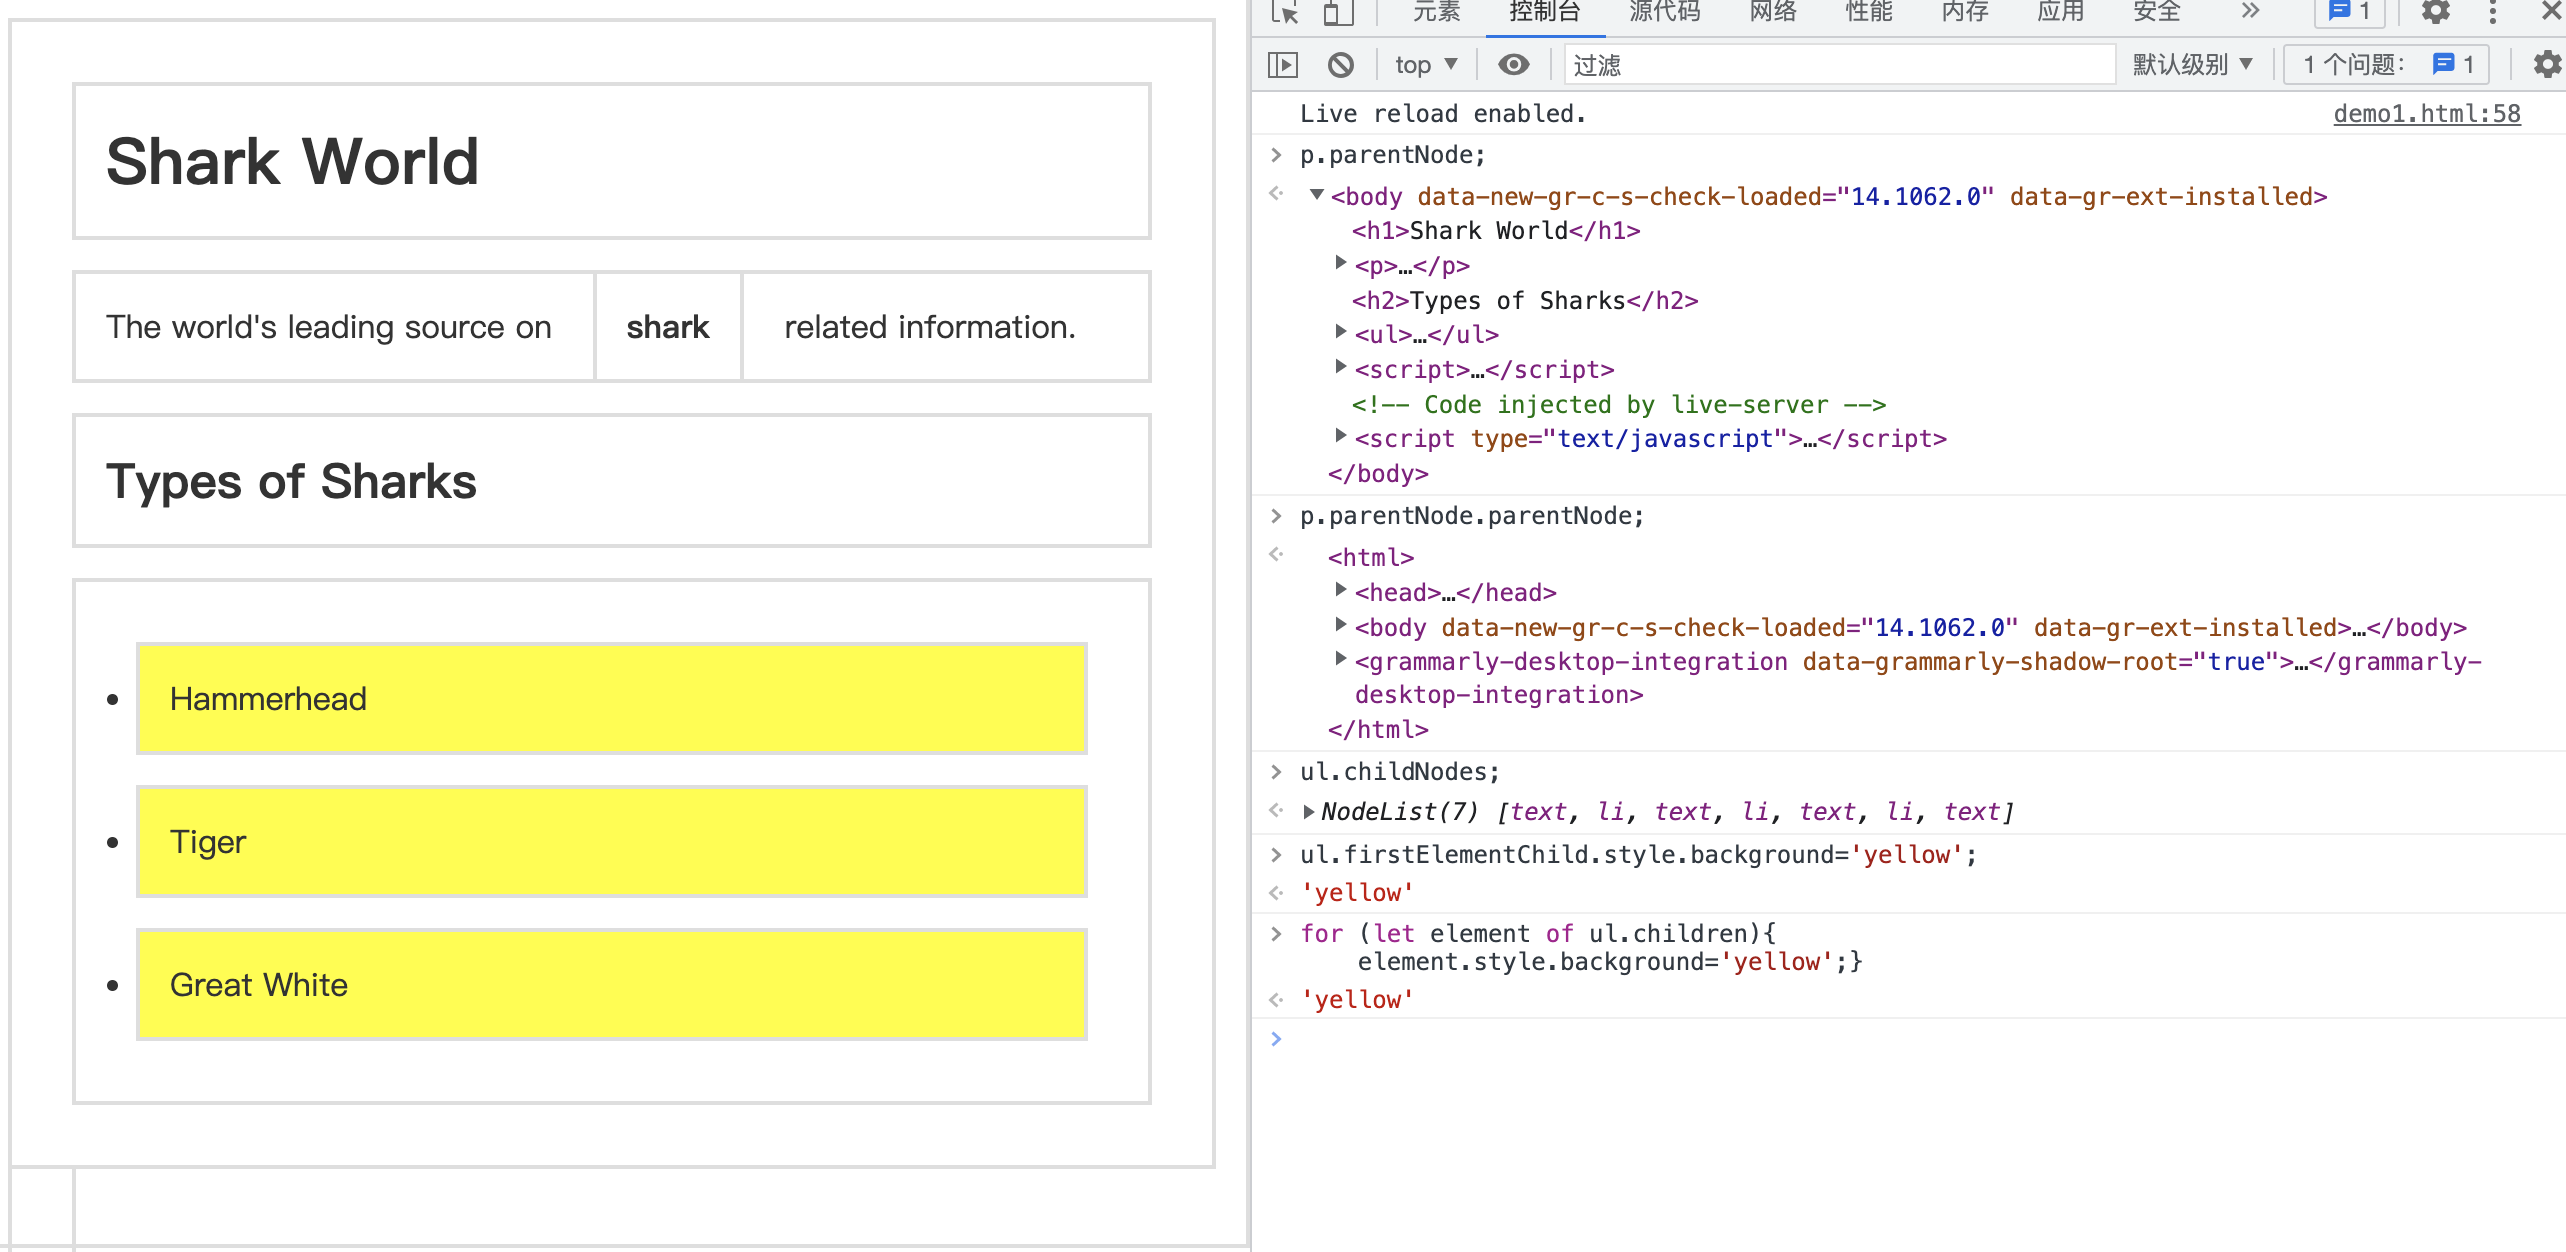 Shark World
The world's leading source on shark related information.
Types of Sharks
Hammerhead
Tiger
Great White
元素 控制台 源代码 网络 性能 内存 应用 安全 1
top 过滤 默认级别 1 个问题: 1
Live reload enabled. demo1.html:58
p.parentNode;
<body data-new-gr-c-s-check-loaded="14.1062.0" data-gr-ext-installed>
<h1>Shark World</h1>
<p>…</p>
<h2>Types of Sharks</h2>
<ul>…</ul>
<script>…</script>
<!-- Code injected by live-server -->
<script type="text/javascript">…</script>
</body>
p.parentNode.parentNode;
<html>
<head>…</head>
<body data-new-gr-c-s-check-loaded="14.1062.0" data-gr-ext-installed>…</body>
<grammarly-desktop-integration data-grammarly-shadow-root="true">…</grammarly-
desktop-integration>
</html>
ul.childNodes;
NodeList(7) [text, li, text, li, text, li, text]
ul.firstElementChild.style.background='yellow';
'yellow'
for (let element of ul.children){
element.style.background='yellow';}
'yellow'